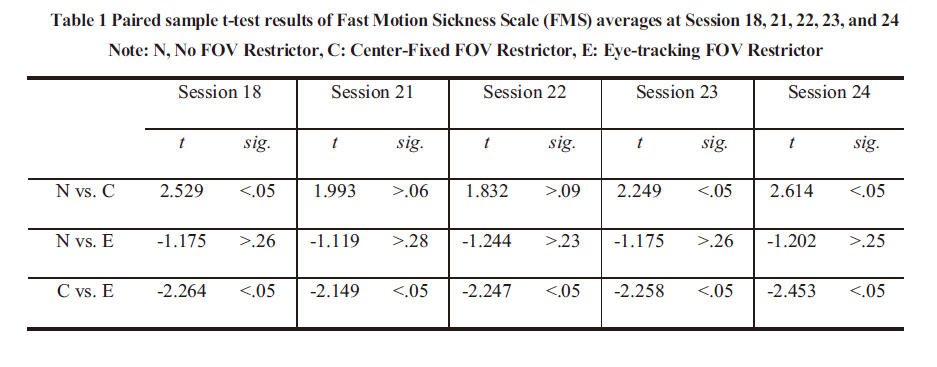 Table 1 Paired sample t-test results of Fast Motion Sickness Scale (FMS) averages at Session 18, 21, 22, 23, and 24
Note: N, No FOV Restrictor, C: Center-Fixed FOV Restrictor, E: Eye-tracking FOV Restrictor
Session 18 Session 21 Session 22 Session 23 Session 24
t sig. t sig. t sig. t sig. t sig.
N vs. C 2.529 <.05 1.993 >.06 1.832 >.09 2.249 <.05 2.614 <.05
N vs. E -1.175 >.26 -1.119 >.28 -1.244 >.23 -1.175 >.26 -1.202 >.25
C vs. E -2.264 <.05 -2.149 <.05 -2.247 <.05 -2.258 <.05 -2.453 <.05